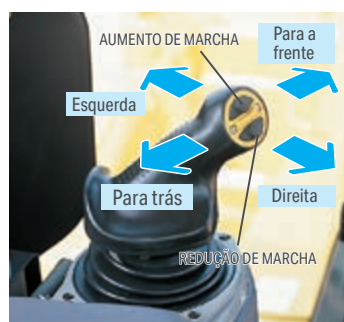 AUMENTO DE MARCHA
Para a
frente
Esquerda
Para trás
Direita
REDUÇÃO DE MARCHA